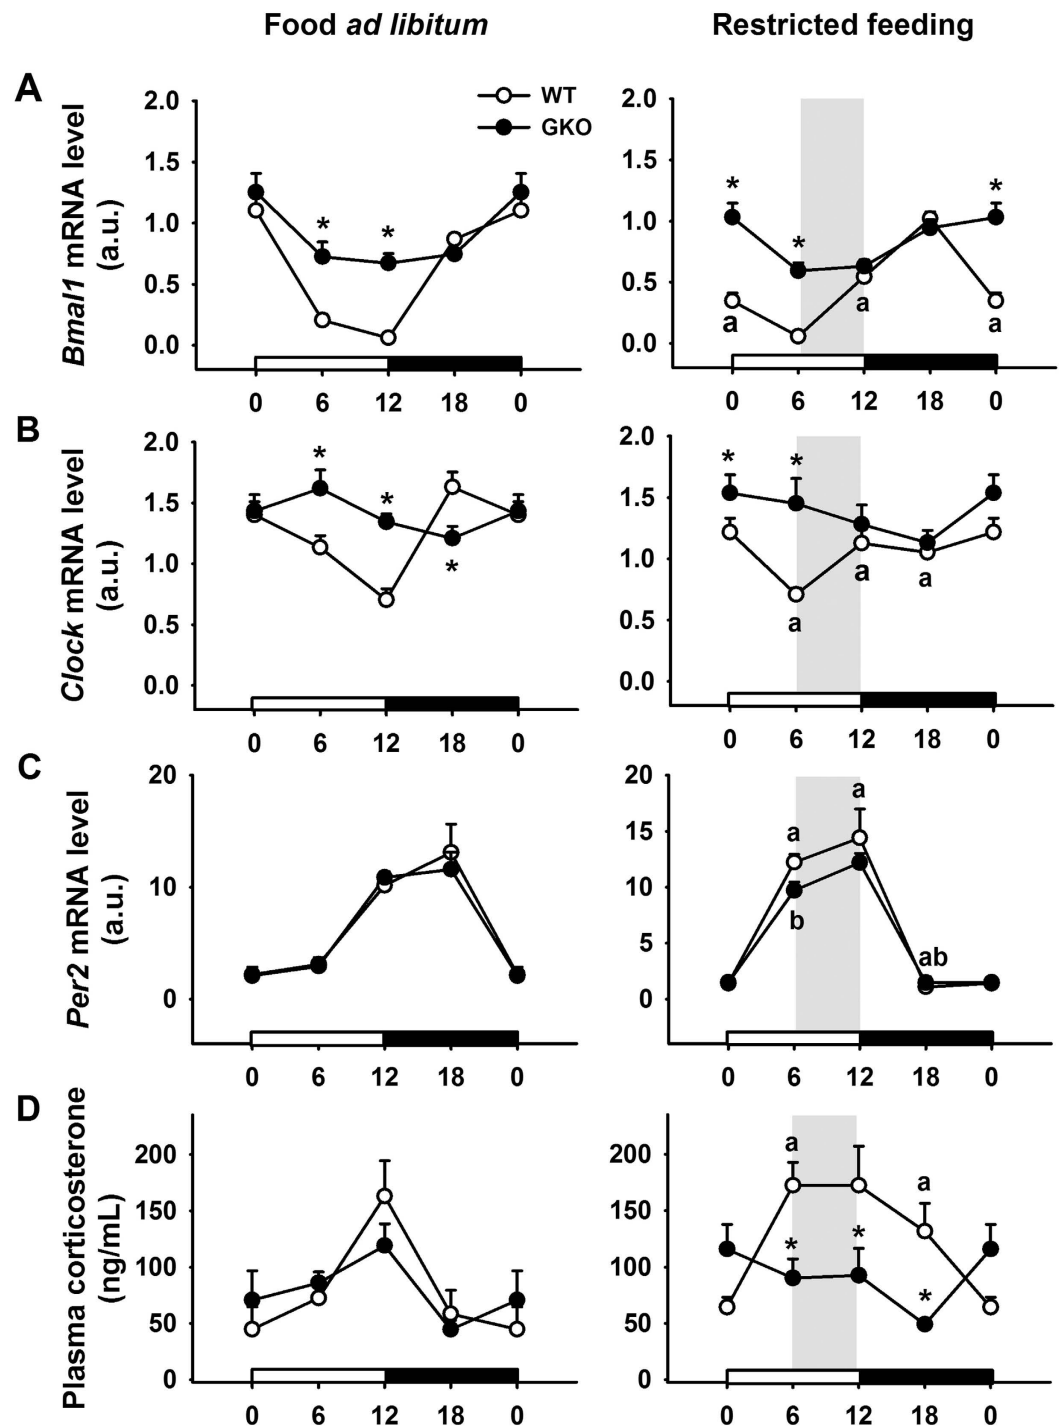 Food ad libitum
Restricted feeding
A
Bmal1 mRNA level
(a.u.)
2.0
1.5
1.0
0.5
0.0
WT
GKO
*
*
0 6 12 18 0
2.0
1.5
1.0
0.5
0.0
*
*
*
a
a
a
0 6 12 18 0
B
Clock mRNA level
(a.u.)
2.0
1.5
1.0
0.5
0.0
*
*
*
0 6 12 18 0
2.0
1.5
1.0
0.5
0.0
*
*
a
a
a
0 6 12 18 0
C
Per2 mRNA level
(a.u.)
20
10
0
0 6 12 18 0
20
15
10
5
0
a
a
b
ab
0 6 12 18 0
D
Plasma corticosterone
(ng/mL)
200
150
100
50
0
0 6 12 18 0
200
150
100
50
0
a
a
*
*
*
0 6 12 18 0